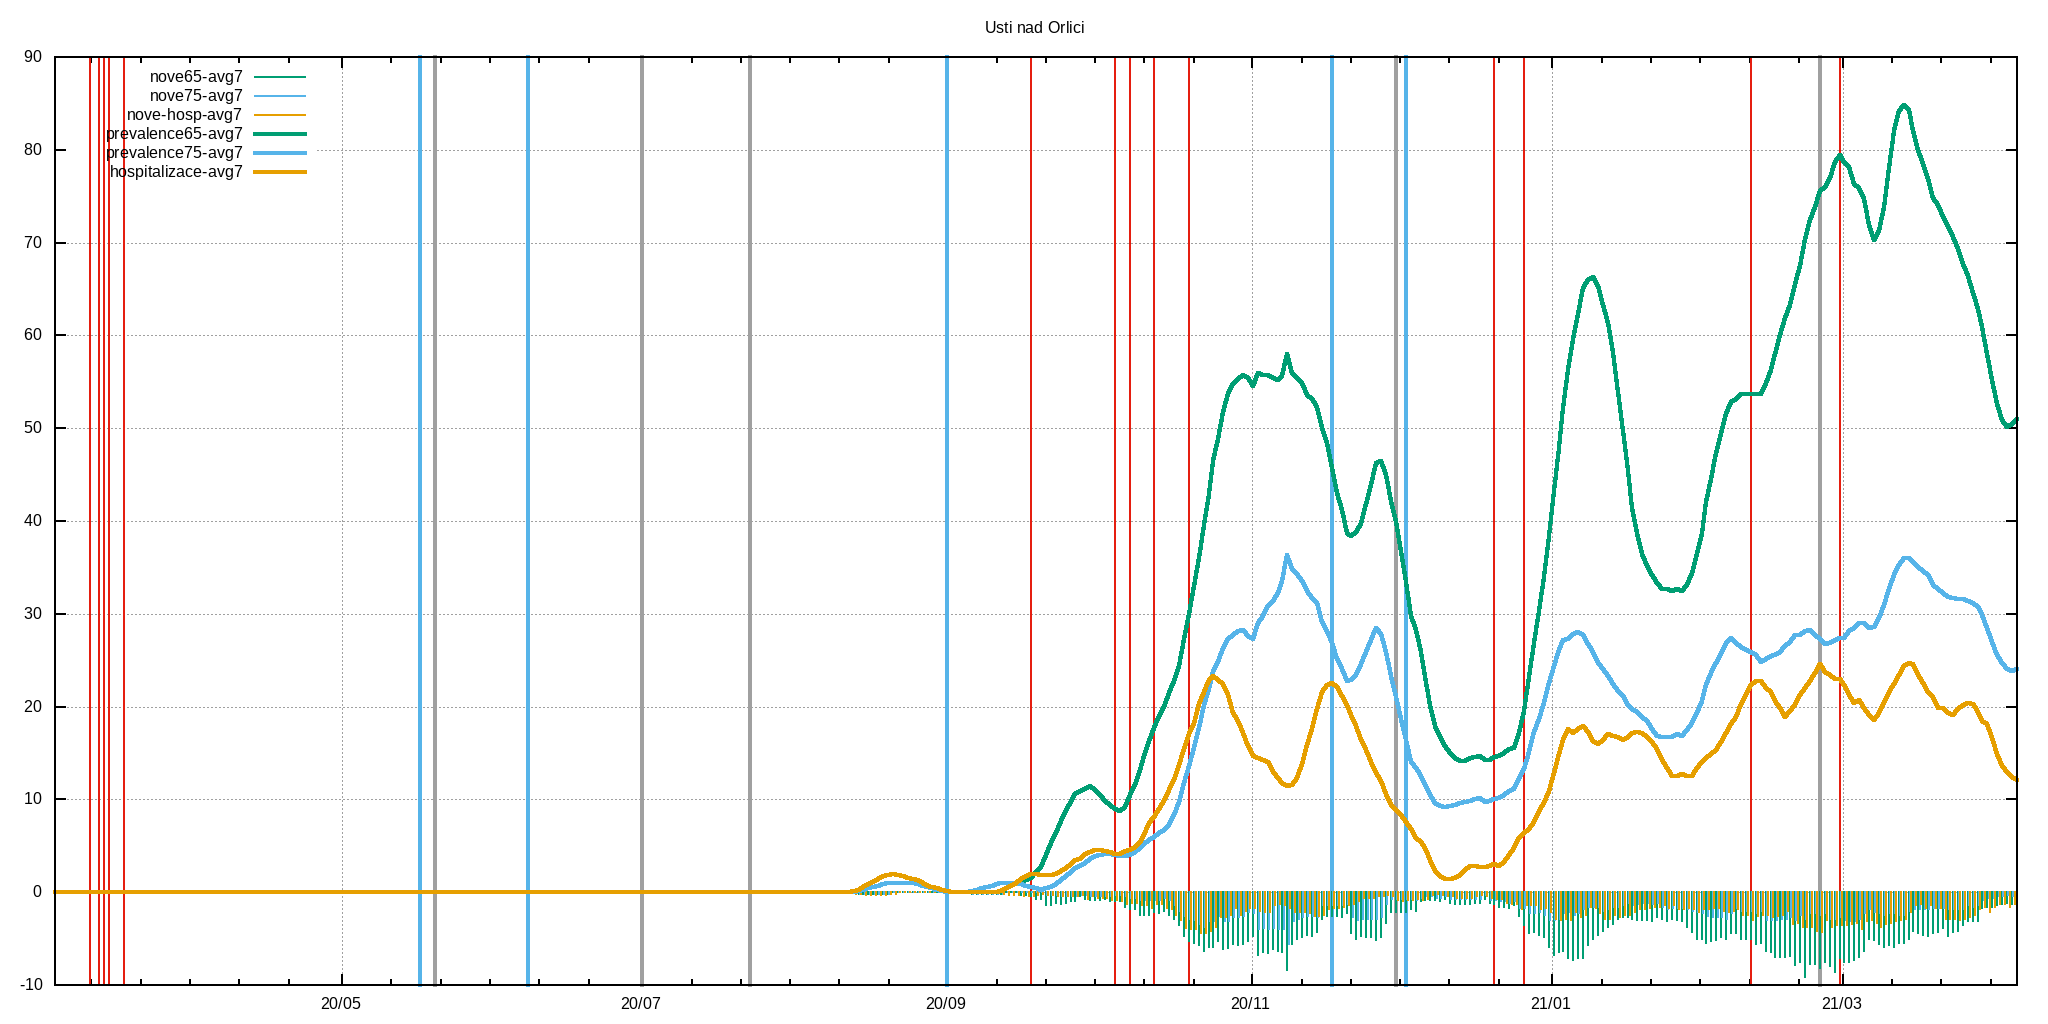 Usti nad Orlici
90
80
70
60
50
40
30
20
10
0
-10
nove65-avg7
nove75-avg7
nove-hosp-avg7
prevalence65-avg7
prevalence75-avg7
hospitalizace-avg7
20/05
20/07
20/09
20/11
21/01
21/03